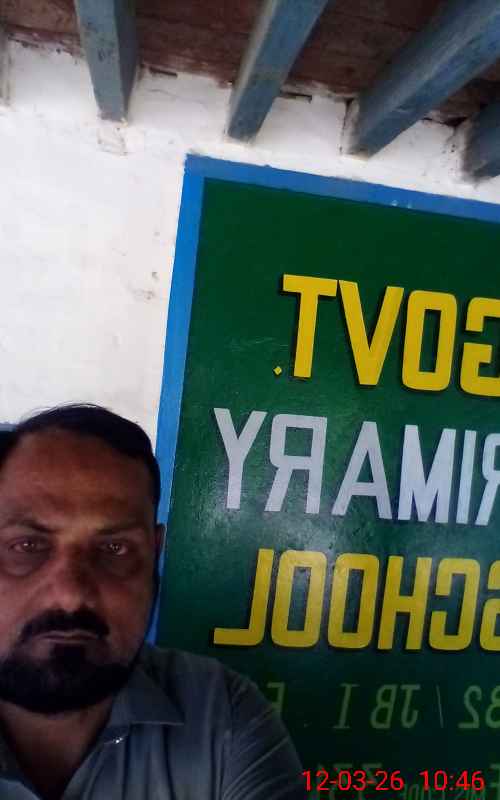 GOVT.
RIMARY
SCHOOL
12-03-26 10:46